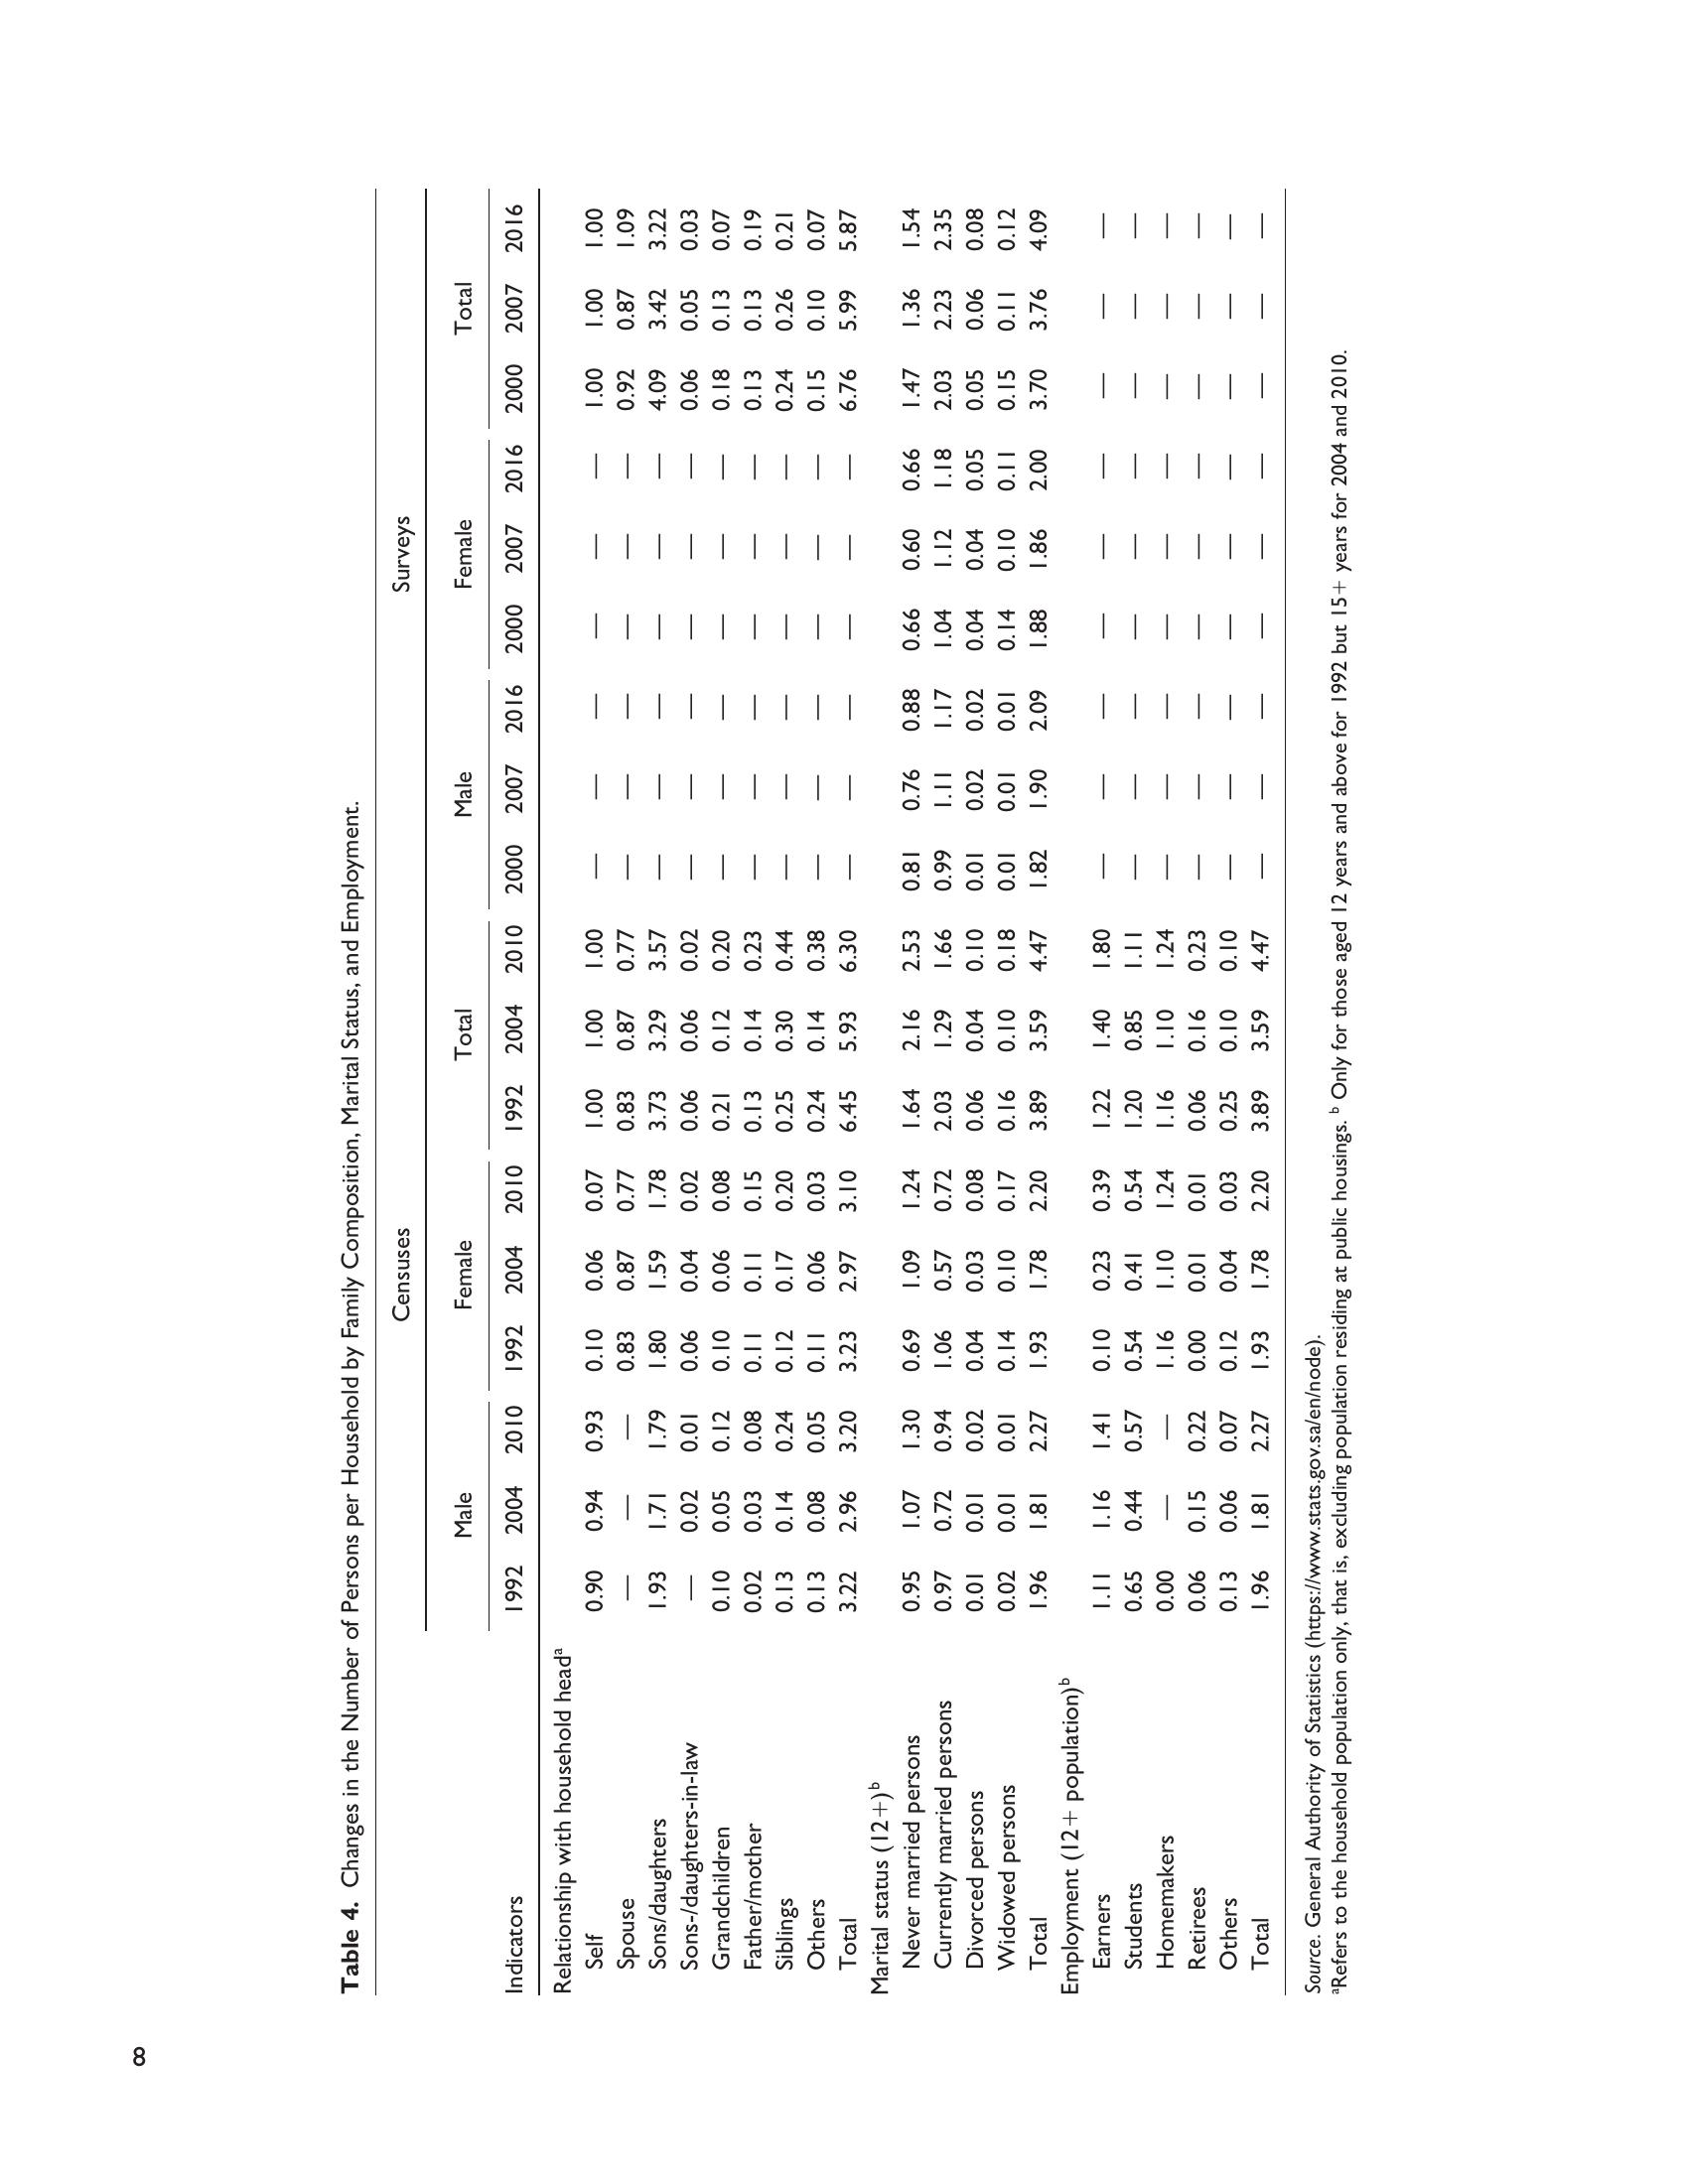 8
Table 4. Changes in the Number of Persons per Household by Family Composition, Marital Status, and Employment.
Censuses Surveys
Male Female Total Male Female Total
Indicators 1992 2004 2010 1992 2004 2010 1992 2004 2010 2000 2007 2016 2000 2007 2016 2000 2007 2016
Relationship with household headᵃ
Self 0.90 0.94 0.93 0.10 0.06 0.07 1.00 1.00 1.00 — — — — — — 1.00 1.00 1.00
Spouse — — — 0.83 0.87 0.77 0.83 0.87 0.77 — — — — — — 0.92 0.87 1.09
Sons/daughters 1.93 1.71 1.79 1.80 1.59 1.78 3.73 3.29 3.57 — — — — — — 4.09 3.42 3.22
Sons-/daughters-in-law — 0.02 0.01 0.06 0.04 0.02 0.06 0.06 0.02 — — — — — — 0.06 0.05 0.03
Grandchildren 0.10 0.05 0.12 0.10 0.06 0.08 0.21 0.12 0.20 — — — — — — 0.18 0.13 0.07
Father/mother 0.02 0.03 0.08 0.11 0.11 0.15 0.13 0.14 0.23 — — — — — — 0.13 0.13 0.19
Siblings 0.13 0.14 0.24 0.12 0.17 0.20 0.25 0.30 0.44 — — — — — — 0.24 0.26 0.21
Others 0.13 0.08 0.05 0.11 0.06 0.03 0.24 0.14 0.38 — — — — — — 0.15 0.10 0.07
Total 3.22 2.96 3.20 3.23 2.97 3.10 6.45 5.93 6.30 — — — — — — 6.76 5.99 5.87
Marital status (12+)ᵇ
Never married persons 0.95 1.07 1.30 0.69 1.09 1.24 1.64 2.16 2.53 0.81 0.76 0.88 0.66 0.60 0.66 1.47 1.36 1.54
Currently married persons 0.97 0.72 0.94 1.06 0.57 0.72 2.03 1.29 1.66 0.99 1.11 1.17 1.04 1.12 1.18 2.03 2.23 2.35
Divorced persons 0.01 0.01 0.02 0.04 0.03 0.08 0.06 0.04 0.10 0.01 0.02 0.02 0.04 0.04 0.05 0.05 0.06 0.08
Widowed persons 0.02 0.01 0.01 0.14 0.10 0.17 0.16 0.10 0.18 0.01 0.01 0.01 0.14 0.10 0.11 0.15 0.11 0.12
Total 1.96 1.81 2.27 1.93 1.78 2.20 3.89 3.59 4.47 1.82 1.90 2.09 1.88 1.86 2.00 3.70 3.76 4.09
Employment (12+ population)ᵇ
Earners 1.11 1.16 1.41 0.10 0.23 0.39 1.22 1.40 1.80 — — — — — — — — —
Students 0.65 0.44 0.57 0.54 0.41 0.54 1.20 0.85 1.11 — — — — — — — — —
Homemakers 0.00 — — 1.16 1.10 1.24 1.16 1.10 1.24 — — — — — — — — —
Retirees 0.06 0.15 0.22 0.00 0.01 0.01 0.06 0.16 0.23 — — — — — — — — —
Others 0.13 0.06 0.07 0.12 0.04 0.03 0.25 0.10 0.10 — — — — — — — — —
Total 1.96 1.81 2.27 1.93 1.78 2.20 3.89 3.59 4.47 — — — — — — — — —
Source. General Authority of Statistics (https://www.stats.gov.sa/en/node).
ᵃRefers to the household population only, that is, excluding population residing at public housings. ᵇ Only for those aged 12 years and above for 1992 but 15+ years for 2004 and 2010.